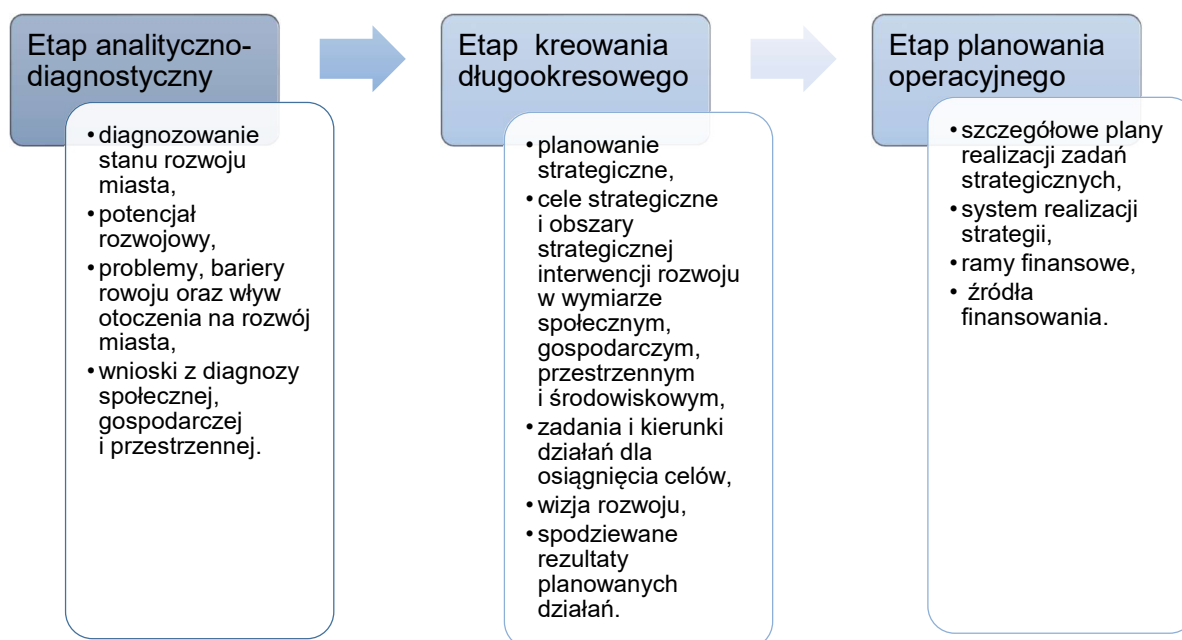 Etap analityczno-
diagnostyczny
• diagnozowanie
stanu rozwoju
miasta,
• potencjał
rozwojowy,
• problemy, bariery
rowoju oraz wływ
otoczenia na rozwój
miasta,
• wnioski z diagnozy
społecznej,
gospodarczej
i przestrzennej.
Etap kreowania
długookresowego
• planowanie
strategiczne,
• cele strategiczne
i obszary
strategicznej
interwencji rozwoju
w wymiarze
społecznym,
gospodarczym,
przestrzennym
i środowiskowym,
• zadania i kierunki
działań dla
osiągnięcia celów,
• wizja rozwoju,
• spodziewane
rezultaty
planowanych
działań.
Etap planowania
operacyjnego
• szczegółowe plany
realizacji zadań
strategicznych,
• system realizacji
strategii,
• ramy finansowe,
• źródła
finansowania.